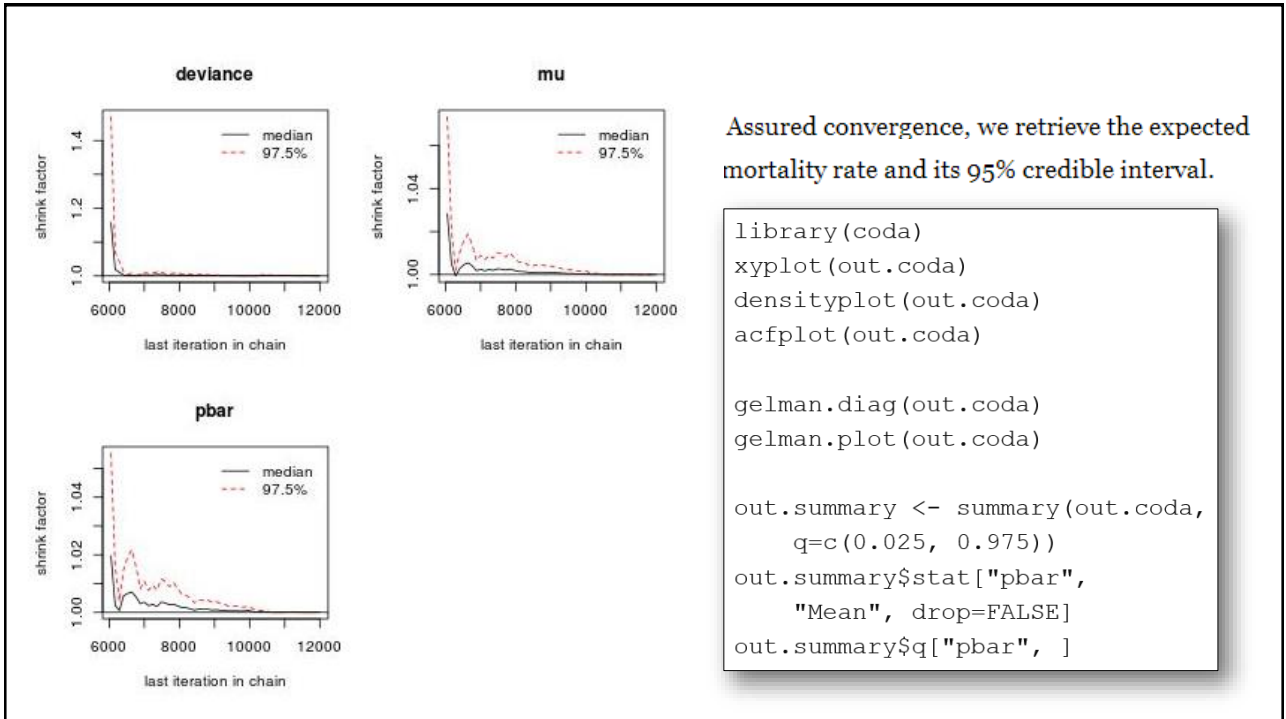 deviance
median
97.5%
shrink factor
1.0 1.2 1.4
6000 8000 10000 12000
last iteration in chain
mu
median
97.5%
shrink factor
1.00 1.04
6000 8000 10000 12000
last iteration in chain
pbar
median
97.5%
shrink factor
1.00 1.02 1.04
6000 8000 10000 12000
last iteration in chain
Assured convergence, we retrieve the expected
mortality rate and its 95% credible interval.
library(coda)
xyplot(out.coda)
densityplot(out.coda)
acfplot(out.coda)
gelman.diag(out.coda)
gelman.plot(out.coda)
out.summary <- summary(out.coda,
q=c(0.025, 0.975))
out.summary$stat["pbar",
"Mean", drop=FALSE]
out.summary$q["pbar", ]